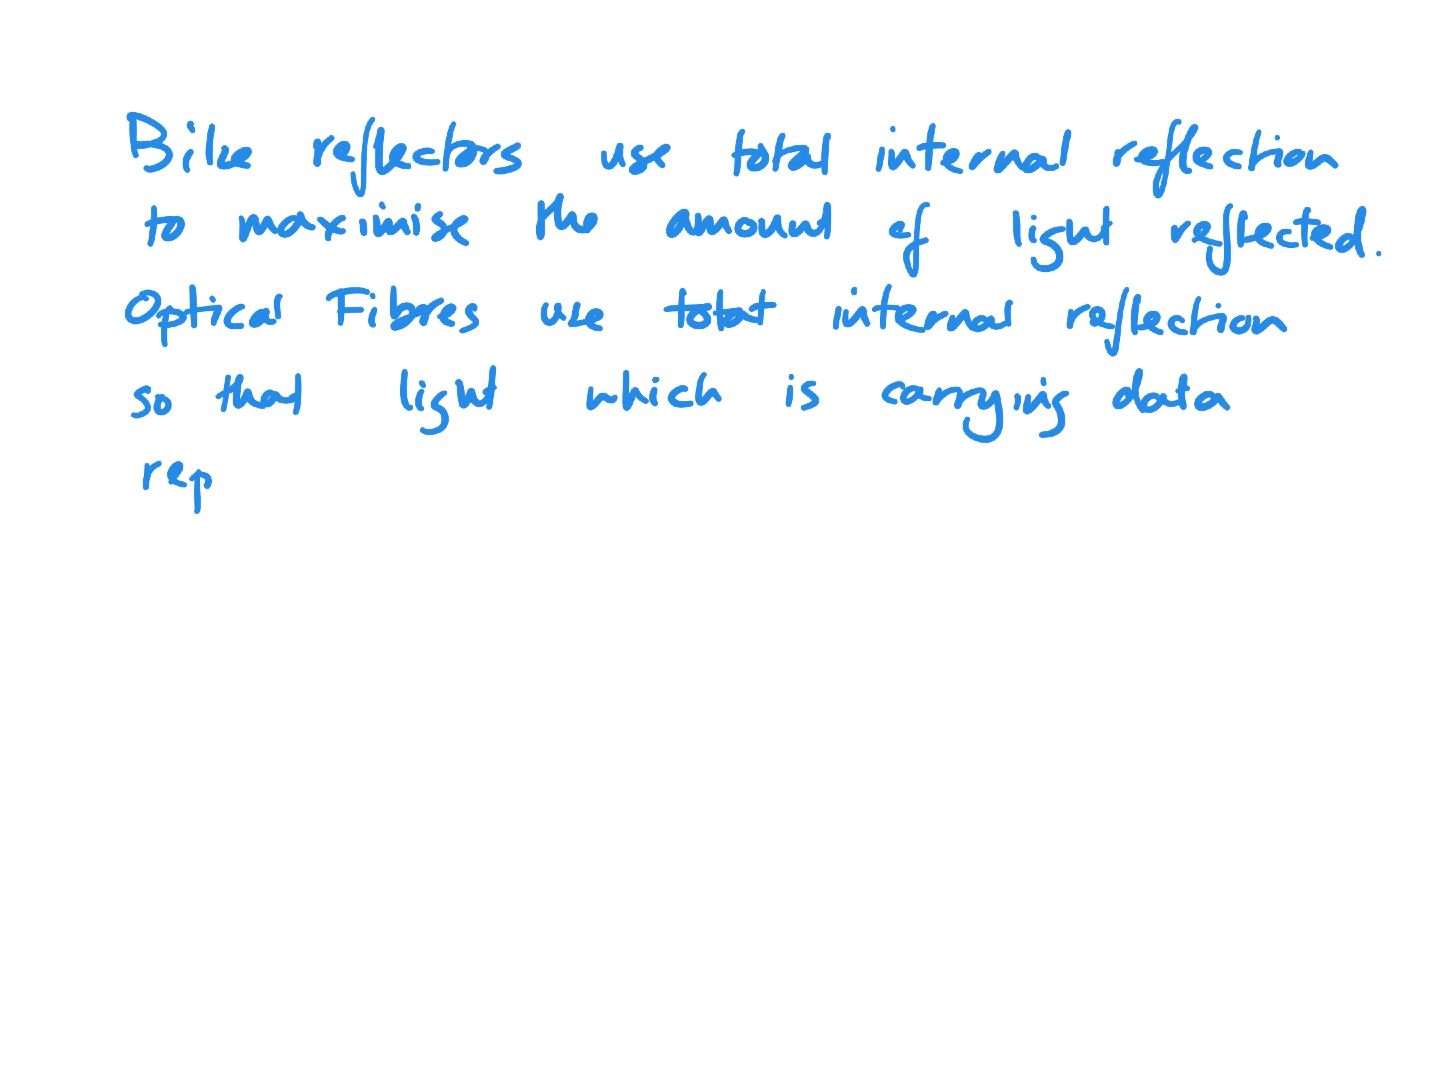 Bike reflectors use total internal reflection
to maximise the amount of light reflected.
Optical Fibres use total internal reflection
so that light which is carrying data
rep